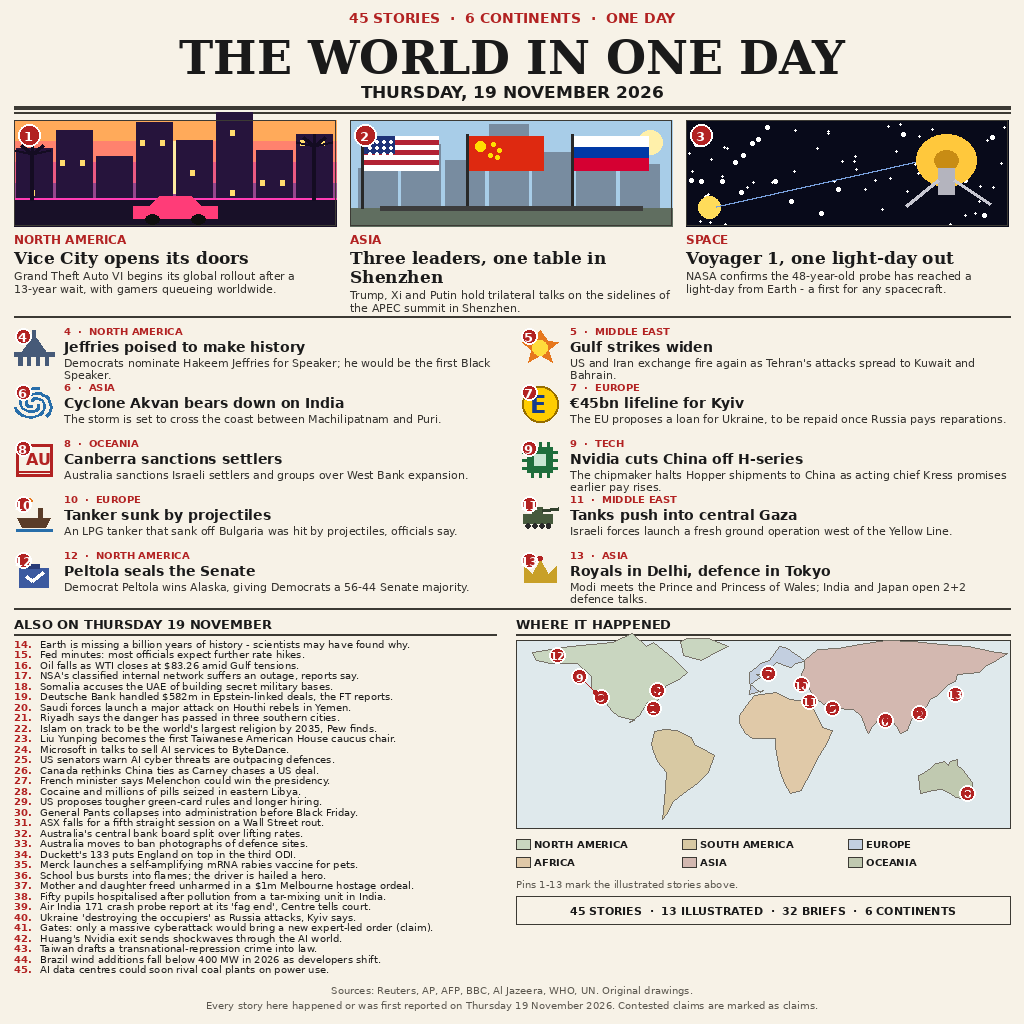 45 STORIES · 6 CONTINENTS · ONE DAY
THE WORLD IN ONE DAY
THURSDAY, 19 NOVEMBER 2026
1
2
3
NORTH AMERICA
Vice City opens its doors
Grand Theft Auto VI begins its global rollout after a
13-year wait, with gamers queueing worldwide.
ASIA
Three leaders, one table in
Shenzhen
Trump, Xi and Putin hold trilateral talks on the sidelines of
the APEC summit in Shenzhen.
SPACE
Voyager 1, one light-day out
NASA confirms the 48-year-old probe has reached a
light-day from Earth - a first for any spacecraft.
4
4 · NORTH AMERICA
Jeffries poised to make history
Democrats nominate Hakeem Jeffries for Speaker; he would be the first Black
Speaker.
5
5 · MIDDLE EAST
Gulf strikes widen
US and Iran exchange fire again as Tehran's attacks spread to Kuwait and
Bahrain.
6
6 · ASIA
Cyclone Akvan bears down on India
The storm is set to cross the coast between Machilipatnam and Puri.
7
E
7 · EUROPE
€45bn lifeline for Kyiv
The EU proposes a loan for Ukraine, to be repaid once Russia pays reparations.
8
AU
8 · OCEANIA
Canberra sanctions settlers
Australia sanctions Israeli settlers and groups over West Bank expansion.
9
9 · TECH
Nvidia cuts China off H-series
The chipmaker halts Hopper shipments to China as acting chief Kress promises
earlier pay rises.
10
10 · EUROPE
Tanker sunk by projectiles
An LPG tanker that sank off Bulgaria was hit by projectiles, officials say.
11
11 · MIDDLE EAST
Tanks push into central Gaza
Israeli forces launch a fresh ground operation west of the Yellow Line.
12
12 · NORTH AMERICA
Peltola seals the Senate
Democrat Peltola wins Alaska, giving Democrats a 56-44 Senate majority.
13
13 · ASIA
Royals in Delhi, defence in Tokyo
Modi meets the Prince and Princess of Wales; India and Japan open 2+2
defence talks.
ALSO ON THURSDAY 19 NOVEMBER
14. Earth is missing a billion years of history - scientists may have found why.
15. Fed minutes: most officials expect further rate hikes.
16. Oil falls as WTI closes at $83.26 amid Gulf tensions.
17. NSA's classified internal network suffers an outage, reports say.
18. Somalia accuses the UAE of building secret military bases.
19. Deutsche Bank handled $582m in Epstein-linked deals, the FT reports.
20. Saudi forces launch a major attack on Houthi rebels in Yemen.
21. Riyadh says the danger has passed in three southern cities.
22. Islam on track to be the world's largest religion by 2035, Pew finds.
23. Liu Yunping becomes the first Taiwanese American House caucus chair.
24. Microsoft in talks to sell AI services to ByteDance.
25. US senators warn AI cyber threats are outpacing defences.
26. Canada rethinks China ties as Carney chases a US deal.
27. French minister says Melenchon could win the presidency.
28. Cocaine and millions of pills seized in eastern Libya.
29. US proposes tougher green-card rules and longer hiring.
30. General Pants collapses into administration before Black Friday.
31. ASX falls for a fifth straight session on a Wall Street rout.
32. Australia's central bank board split over lifting rates.
33. Australia moves to ban photographs of defence sites.
34. Duckett's 133 puts England on top in the third ODI.
35. Merck launches a self-amplifying mRNA rabies vaccine for pets.
36. School bus bursts into flames; the driver is hailed a hero.
37. Mother and daughter freed unharmed in a $1m Melbourne hostage ordeal.
38. Fifty pupils hospitalised after pollution from a tar-mixing unit in India.
39. Air India 171 crash probe report at its 'fag end', Centre tells court.
40. Ukraine 'destroying the occupiers' as Russia attacks, Kyiv says.
41. Gates: only a massive cyberattack would bring a new expert-led order (claim).
42. Huang's Nvidia exit sends shockwaves through the AI world.
43. Taiwan drafts a transnational-repression crime into law.
44. Brazil wind additions fall below 400 MW in 2026 as developers shift.
45. AI data centres could soon rival coal plants on power use.
WHERE IT HAPPENED
12
9
7
11
6
2
13
NORTH AMERICA
SOUTH AMERICA
EUROPE
AFRICA
ASIA
OCEANIA
Pins 1-13 mark the illustrated stories above.
45 STORIES · 13 ILLUSTRATED · 32 BRIEFS · 6 CONTINENTS
Sources: Reuters, AP, AFP, BBC, Al Jazeera, WHO, UN. Original drawings.
Every story here happened or was first reported on Thursday 19 November 2026. Contested claims are marked as claims.